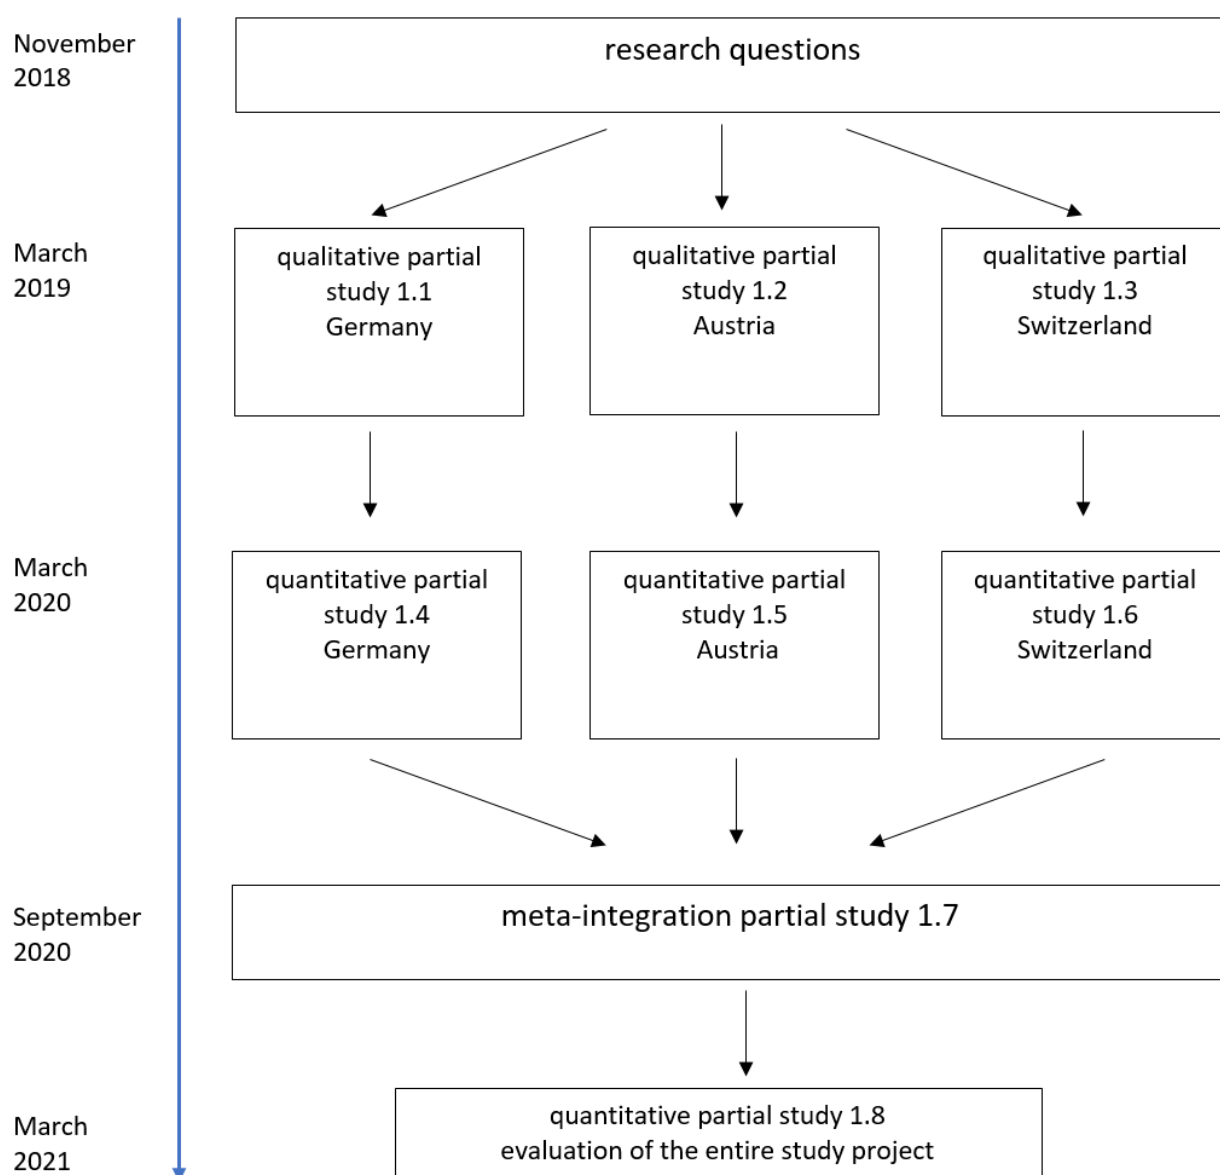 November
2018
research questions
March
2019
qualitative partial
study 1.1
Germany
qualitative partial
study 1.2
Austria
qualitative partial
study 1.3
Switzerland
March
2020
quantitative partial
study 1.4
Germany
quantitative partial
study 1.5
Austria
quantitative partial
study 1.6
Switzerland
September
2020
meta-integration partial study 1.7
March
2021
quantitative partial study 1.8
evaluation of the entire study project